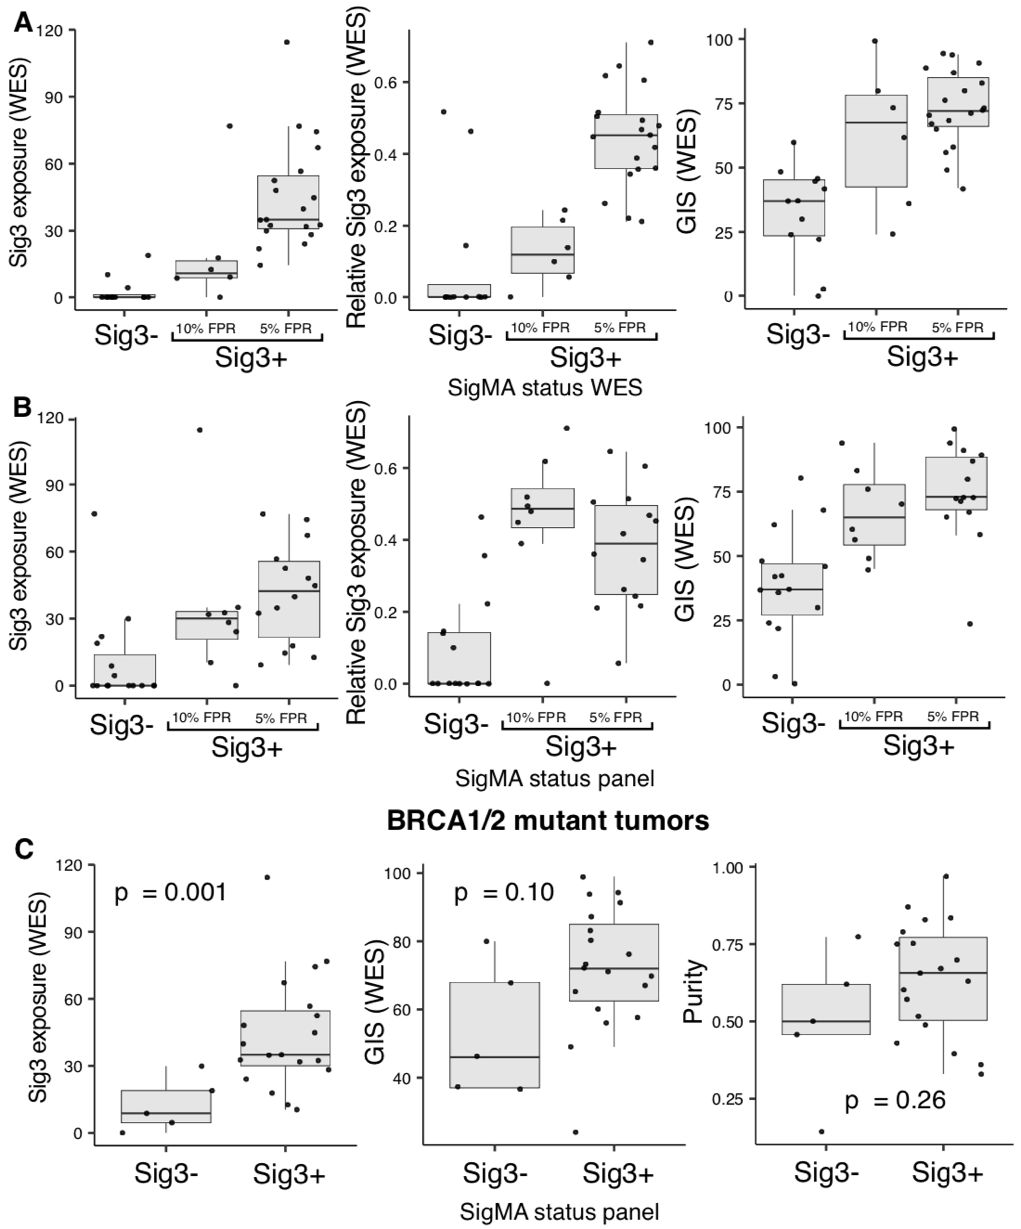 A
Sig3 exposure (WES)
120
90
60
30
0
Sig3-
10% FPR
5% FPR
Sig3+
Relative Sig3 exposure (WES)
0.6
0.4
0.2
0.0
Sig3-
10% FPR
5% FPR
Sig3+
GIS (WES)
100
75
50
25
0
Sig3-
10% FPR
5% FPR
Sig3+
SigMA status WES
B
Sig3 exposure (WES)
120
90
60
30
0
Sig3-
10% FPR
5% FPR
Sig3+
Relative Sig3 exposure (WES)
0.6
0.4
0.2
0.0
Sig3-
10% FPR
5% FPR
Sig3+
GIS (WES)
100
75
50
25
0
Sig3-
10% FPR
5% FPR
Sig3+
SigMA status panel
BRCA1/2 mutant tumors
C
Sig3 exposure (WES)
120
90
60
30
0
p = 0.001
Sig3-
Sig3+
GIS (WES)
100
80
60
40
p = 0.10
Sig3-
Sig3+
Purity
1.00
0.75
0.50
0.25
p = 0.26
Sig3-
Sig3+
SigMA status panel